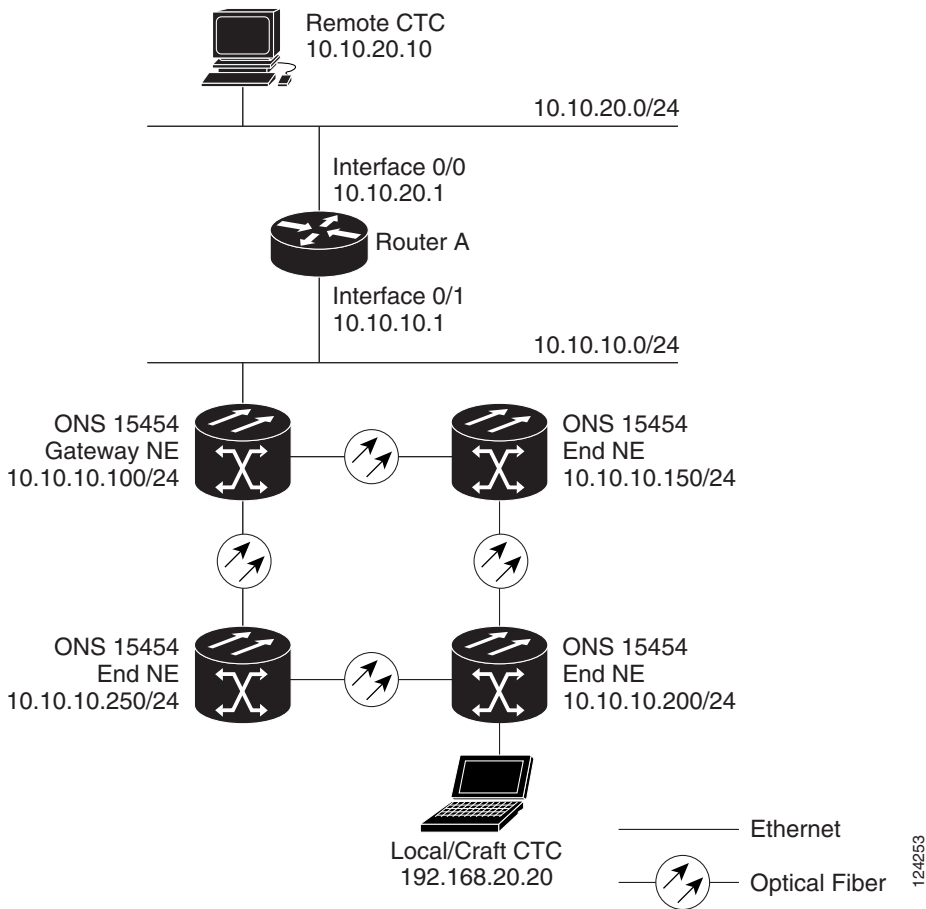 Remote CTC
10.10.20.10
10.10.20.0/24
Interface 0/0
10.10.20.1
Router A
Interface 0/1
10.10.10.1
10.10.10.0/24
ONS 15454
Gateway NE
10.10.10.100/24
ONS 15454
End NE
10.10.10.150/24
ONS 15454
End NE
10.10.10.250/24
ONS 15454
End NE
10.10.10.200/24
Local/Craft CTC
192.168.20.20
Ethernet
Optical Fiber
124253